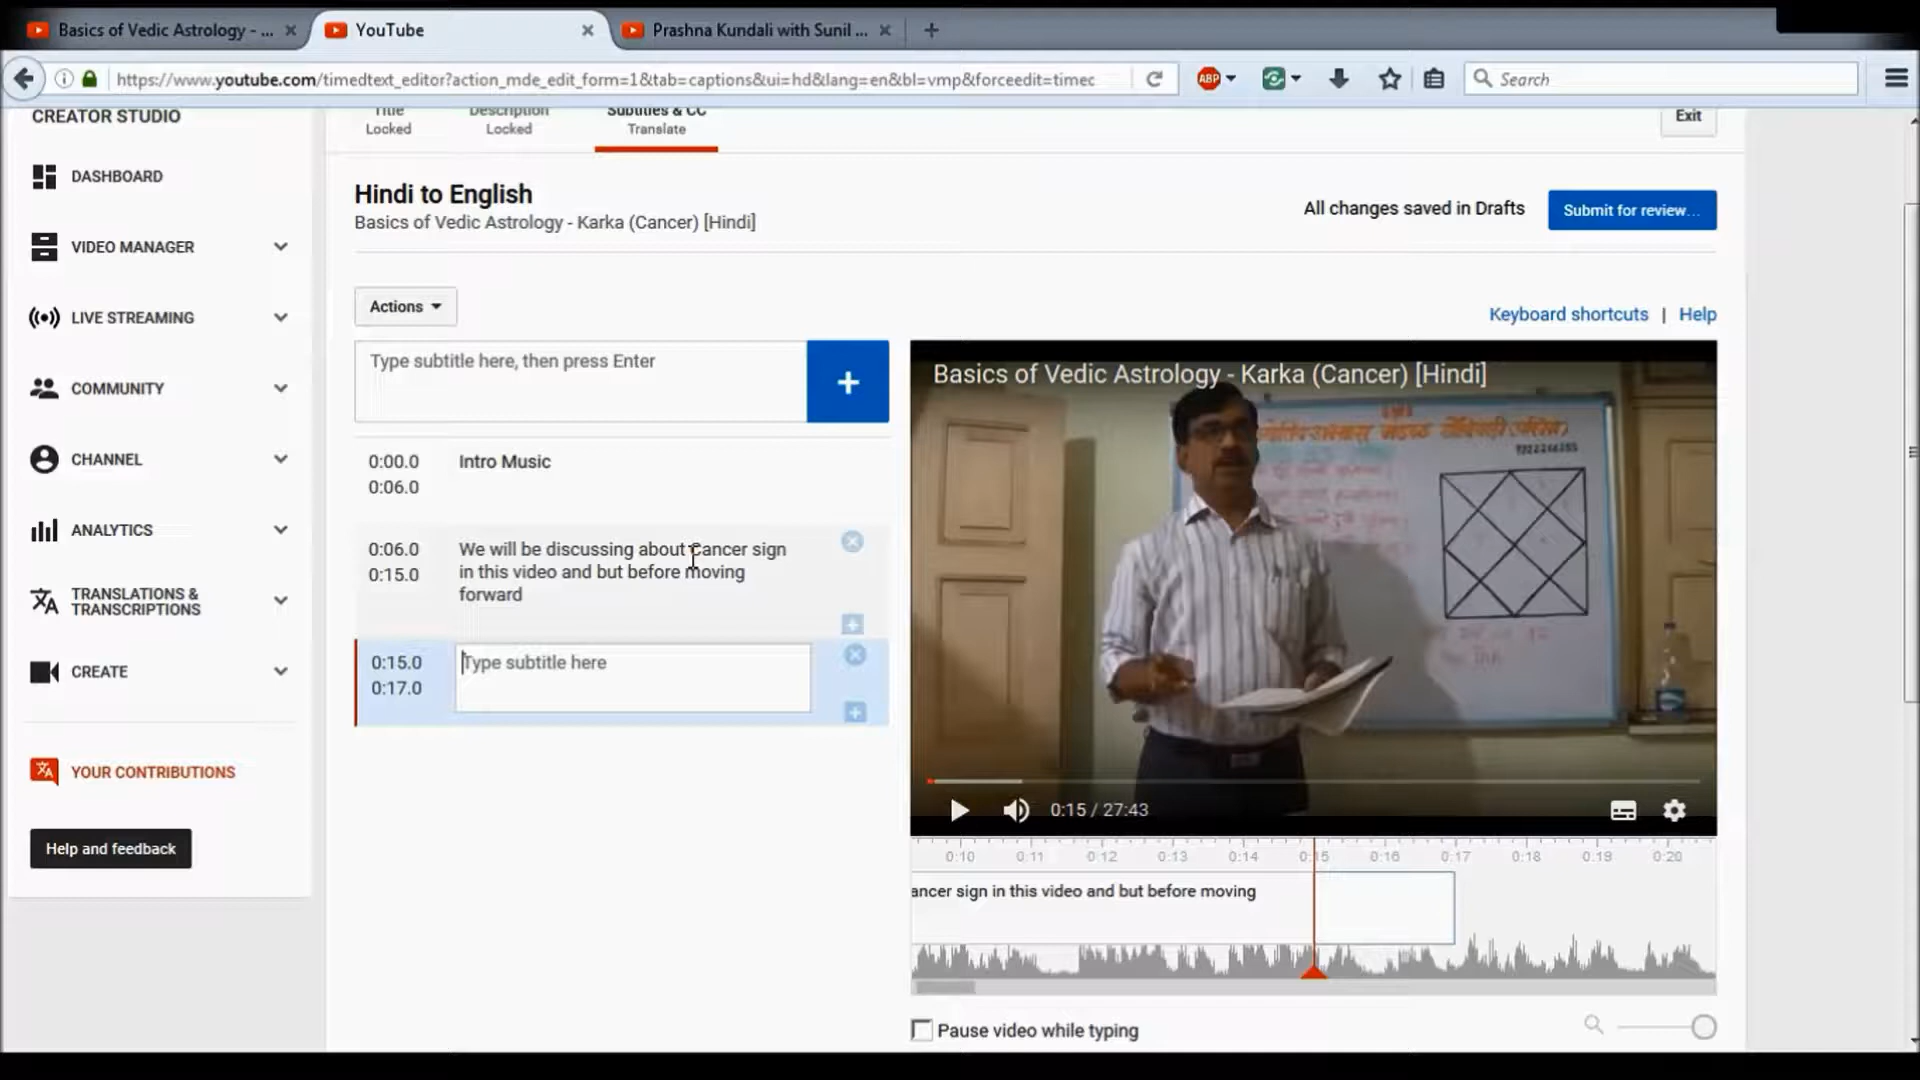 Basics of Vedic Astrology - ...
YouTube
Prashna Kundali with Sunil ...
https://www.youtube.com/timedtext_editor?action_mde_edit_form=1&tab=captions&ui=hd&lang=en&bl=vmp&forceedit=timec
ABP
Search
CREATOR STUDIO
DASHBOARD
VIDEO MANAGER
LIVE STREAMING
COMMUNITY
CHANNEL
ANALYTICS
TRANSLATIONS &
TRANSCRIPTIONS
CREATE
YOUR CONTRIBUTIONS
Help and feedback
Title
Locked
Description
Locked
Subtitles & CC
Translate
Exit
Hindi to English
Basics of Vedic Astrology - Karka (Cancer) [Hindi]
All changes saved in Drafts
Submit for review...
Actions
Keyboard shortcuts | Help
Type subtitle here, then press Enter
+
0:00.0
0:06.0
Intro Music
0:06.0
0:15.0
We will be discussing about Cancer sign
in this video and but before moving
forward
0:15.0
0:17.0
Type subtitle here
Basics of Vedic Astrology - Karka (Cancer) [Hindi]
0:15 / 27:43
0:10 0:11 0:12 0:13 0:14 0:15 0:16 0:17 0:18 0:19 0:20
ancer sign in this video and but before moving
Pause video while typing